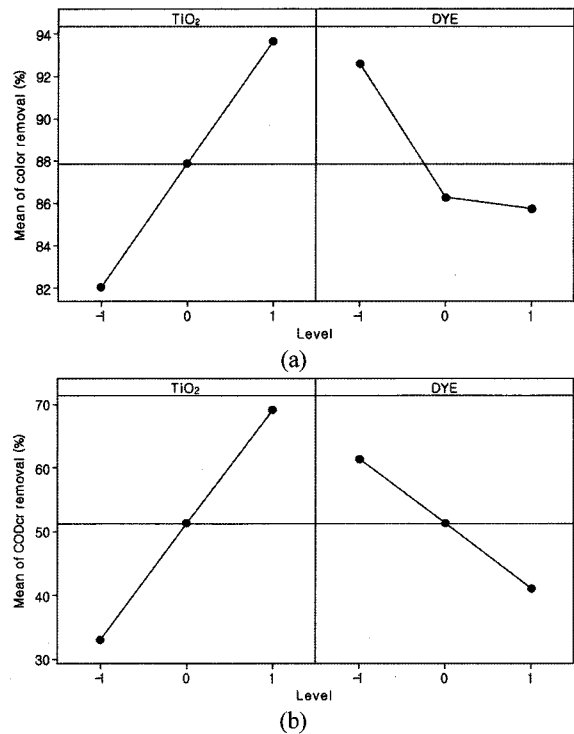 TiO₂ DYE
94
92
90
88
86
84
82
Mean of color removal (%)
-1 0 1 -1 0 1
Level
(a)
TiO₂ DYE
70
60
50
40
30
Mean of CODcr removal (%)
-1 0 1 -1 0 1
Level
(b)